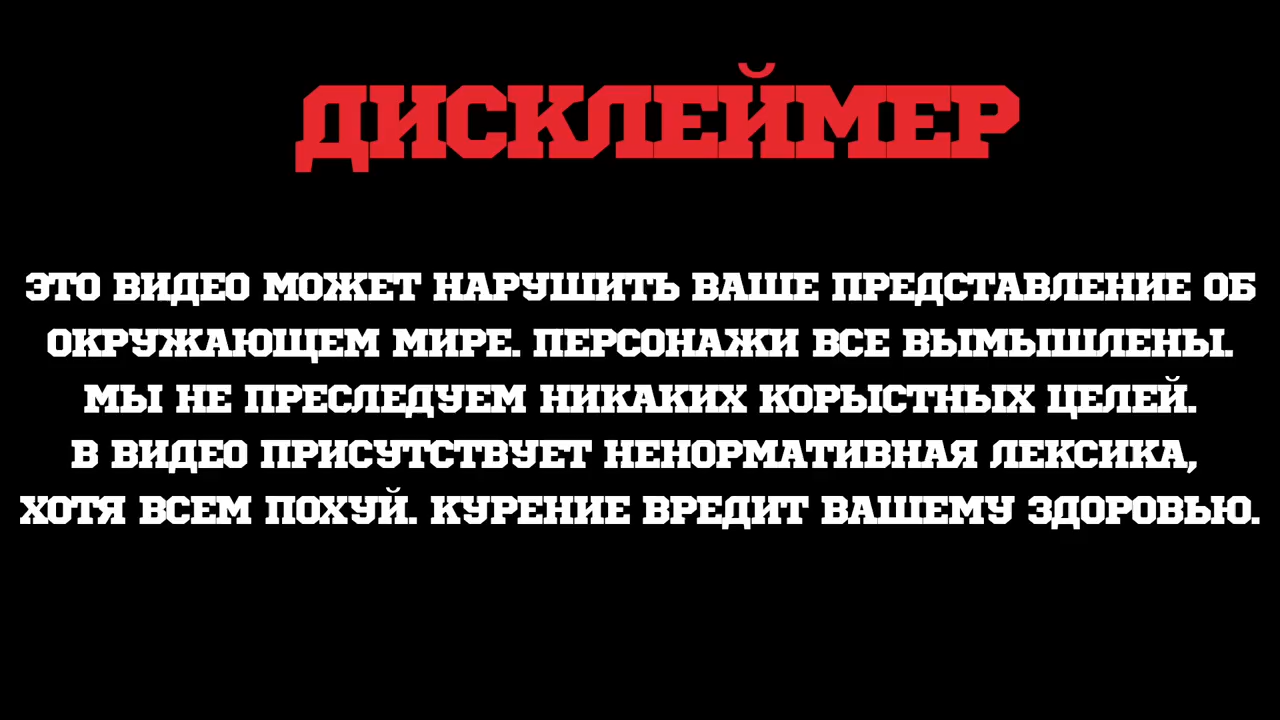 ДИСКЛЕЙМЕР
ЭТО ВИДЕО МОЖЕТ НАРУШИТЬ ВАШЕ ПРЕДСТАВЛЕНИЕ ОБ
ОКРУЖАЮЩЕМ МИРЕ. ПЕРСОНАЖИ ВСЕ ВЫМЫШЛЕНЫ.
МЫ НЕ ПРЕСЛЕДУЕМ НИКАКИХ КОРЫСТНЫХ ЦЕЛЕЙ.
В ВИДЕО ПРИСУТСТВУЕТ НЕНОРМАТИВНАЯ ЛЕКСИКА,
ХОТЯ ВСЕМ ПОХУЙ. КУРЕНИЕ ВРЕДИТ ВАШЕМУ ЗДОРОВЬЮ.